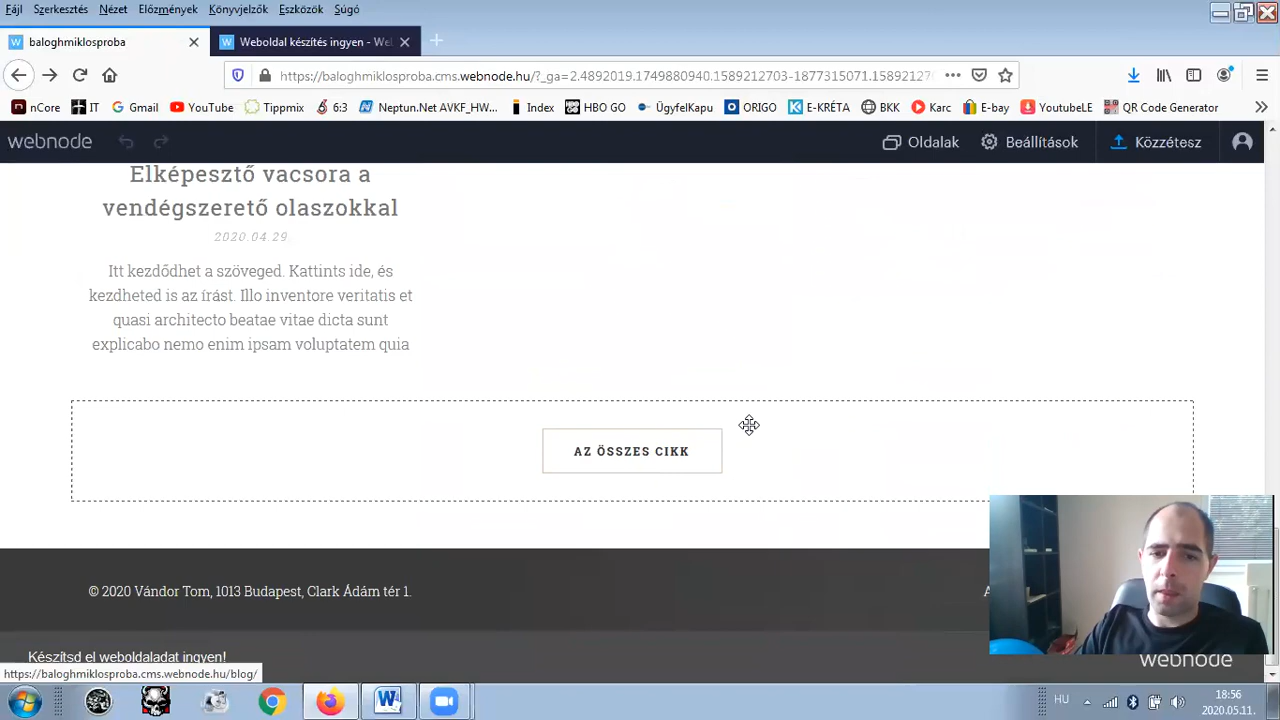 Fájl Szerkesztés Nézet Előzmények Könyvjelzők Eszközök Súgó
baloghmiklosproba
Weboldal készítés ingyen - We
https://baloghmiklosproba.cms.webnode.hu/?_ga=2.4892019.1749880940.1589212703-1877315071.158921270
nCore IT Gmail YouTube Tippmix 6:3 Neptun.Net AVKF_HW... Index HBO GO ÜgyfelKapu ORIGO E-KRÉTA BKK Karc E-bay YoutubeLE QR Code Generator
webnode Oldalak Beállítások Közzétesz
Elképesztő vacsora a
vendégszerető olaszokkal
2020.04.29.
Itt kezdődhet a szöveged. Kattints ide, és
kezdheted is az írást. Illo inventore veritatis et
quasi architecto beatae vitae dicta sunt
explicabo nemo enim ipsam voluptatem quia
AZ ÖSSZES CIKK
© 2020 Vándor Tom, 1013 Budapest, Clark Ádám tér 1.
Készítsd el weboldaladat ingyen!
webnode
https://baloghmiklosproba.cms.webnode.hu/blog/
HU
18:56
2020.05.11.